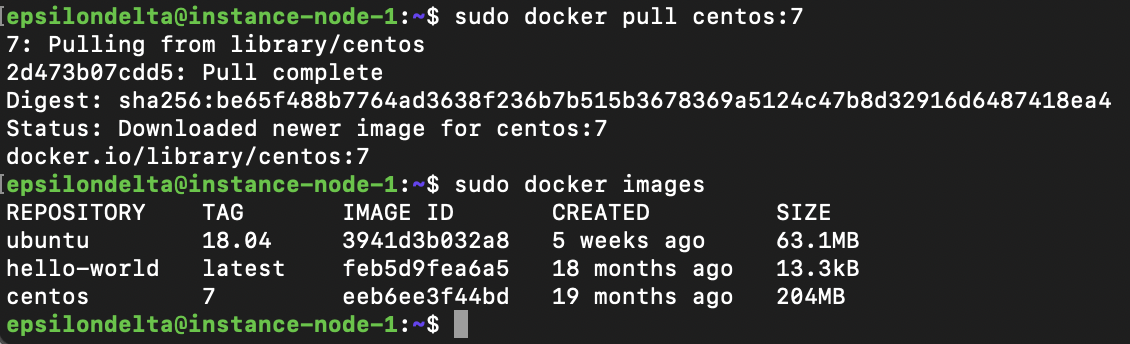 epsilondelta@instance-node-1:~$ sudo docker pull centos:7
7: Pulling from library/centos
2d473b07cdd5: Pull complete
Digest: sha256:be65f488b7764ad3638f236b7b515b3678369a5124c47b8d32916d6487418ea4
Status: Downloaded newer image for centos:7
docker.io/library/centos:7
epsilondelta@instance-node-1:~$ sudo docker images
REPOSITORY    TAG       IMAGE ID       CREATED         SIZE
ubuntu        18.04     3941d3b032a8   5 weeks ago     63.1MB
hello-world   latest    feb5d9fea6a5   18 months ago   13.3kB
centos        7         eeb6ee3f44bd   19 months ago   204MB
epsilondelta@instance-node-1:~$